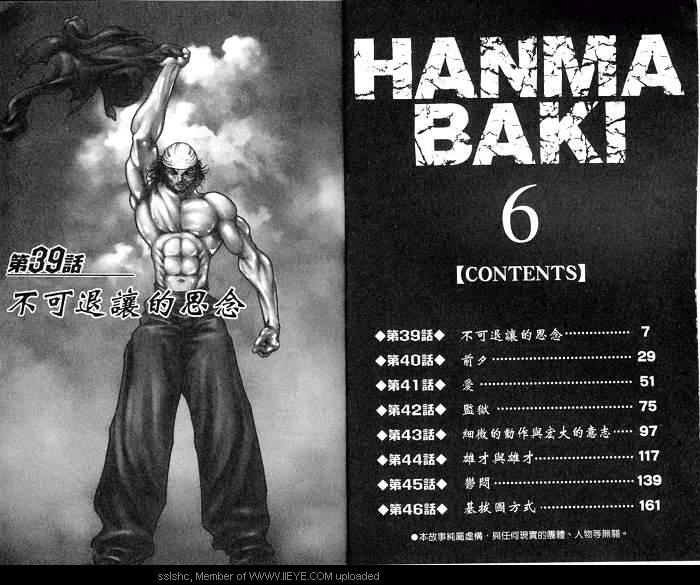 第39話
不可退讓的思念
HANMA
BAKI
6
【CONTENTS】
◆第39話◆ 不可退讓的思念 7
◆第40話◆ 前夕 29
◆第41話◆ 愛 51
◆第42話◆ 監獄 75
◆第43話◆ 細微的動作與宏大的意志 97
◆第44話◆ 雄才與雄才 117
◆第45話◆ 鬱悶 139
◆第46話◆ 基拔圖方式 161
●本故事純屬虛構，與任何現實的團體、人物等無關。
sslshc, Member of WWW.IIEYE.COM uploaded